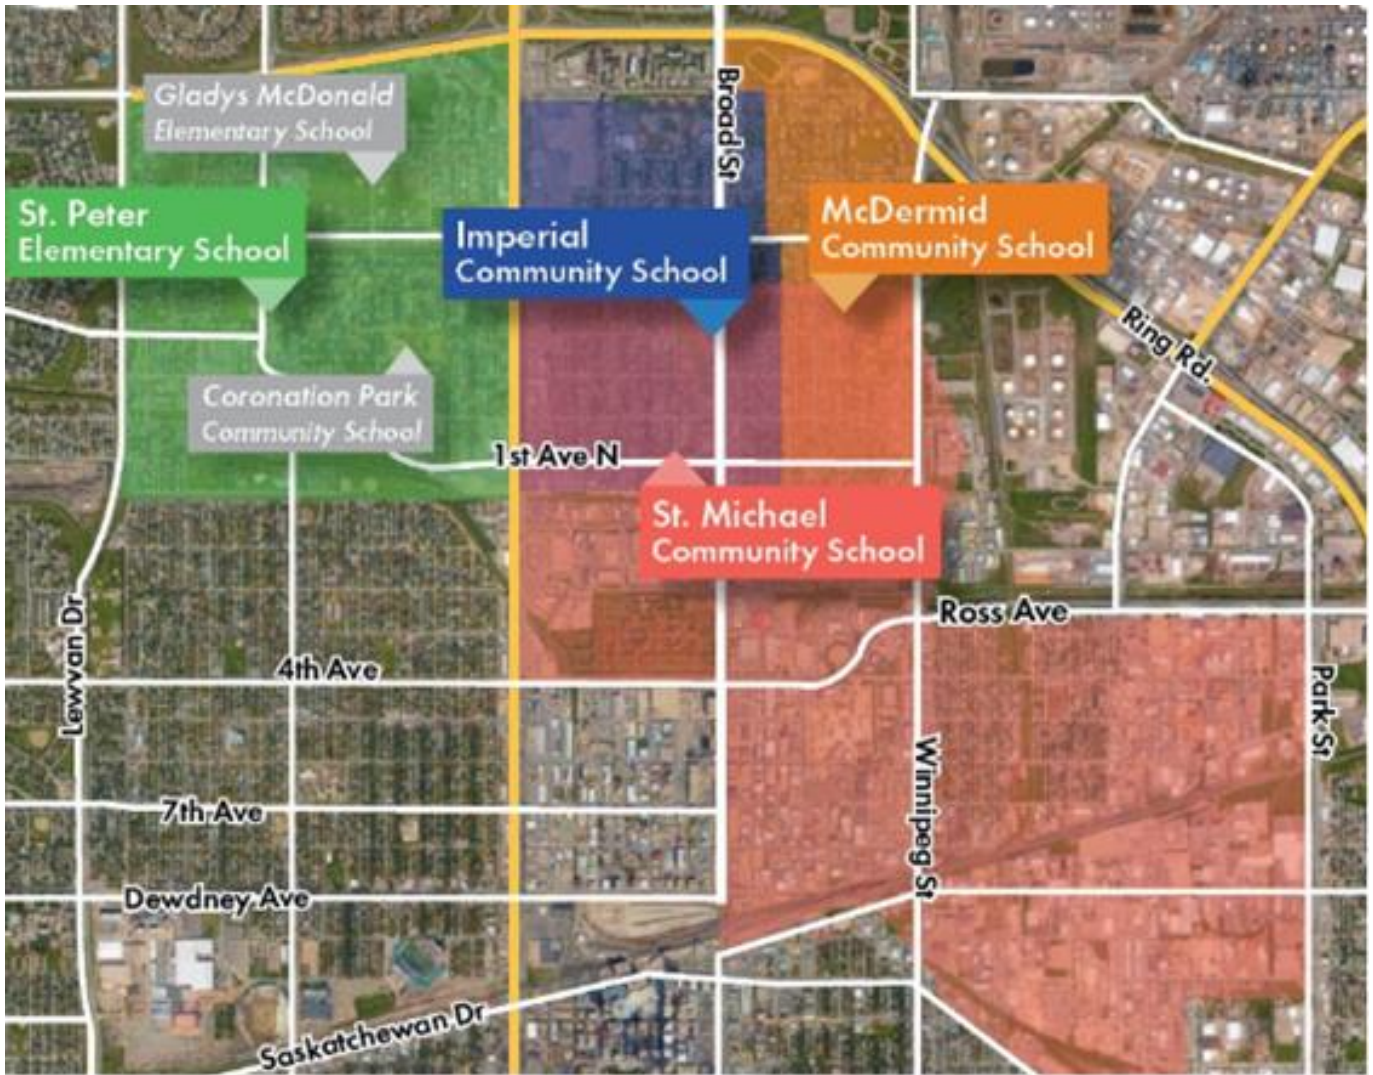 Gladys McDonald
Elementary School
Broad St
St. Peter
Elementary School
Imperial
Community School
McDermid
Community School
Ring Rd.
Coronation Park
Community School
1st Ave N
St. Michael
Community School
Lewvan Dr
Ross Ave
4th Ave
Park St
Winnipeg St
7th Ave
Dewdney Ave
Saskatchewan Dr